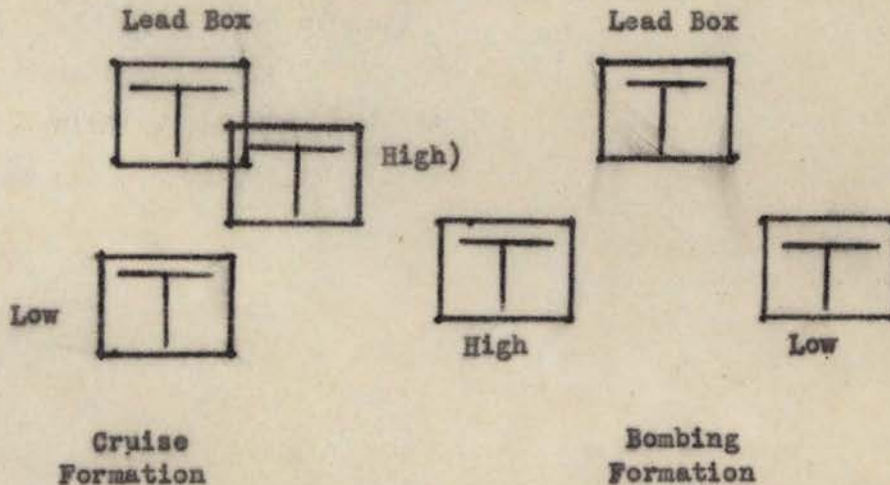 Lead Box
T
T
High)
Low
T
Cruise
Formation
Lead Box
T
T
High
T
Low
Bombing
Formation